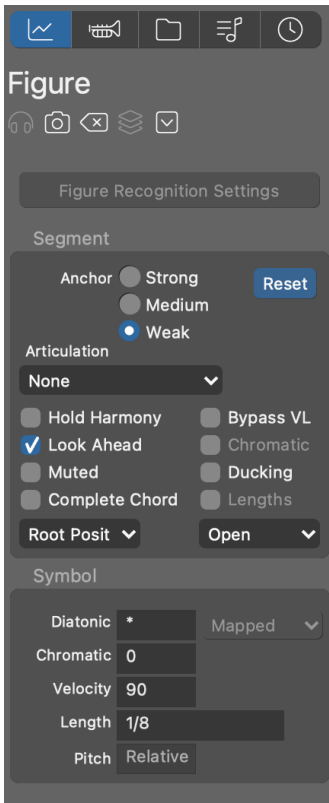 Figure
Figure Recognition Settings
Segment
Anchor Strong Reset
Medium
Weak
Articulation
None
Hold Harmony Bypass VL
Look Ahead Chromatic
Muted Ducking
Complete Chord Lengths
Root Posit Open
Symbol
Diatonic * Mapped
Chromatic 0
Velocity 90
Length 1/8
Pitch Relative